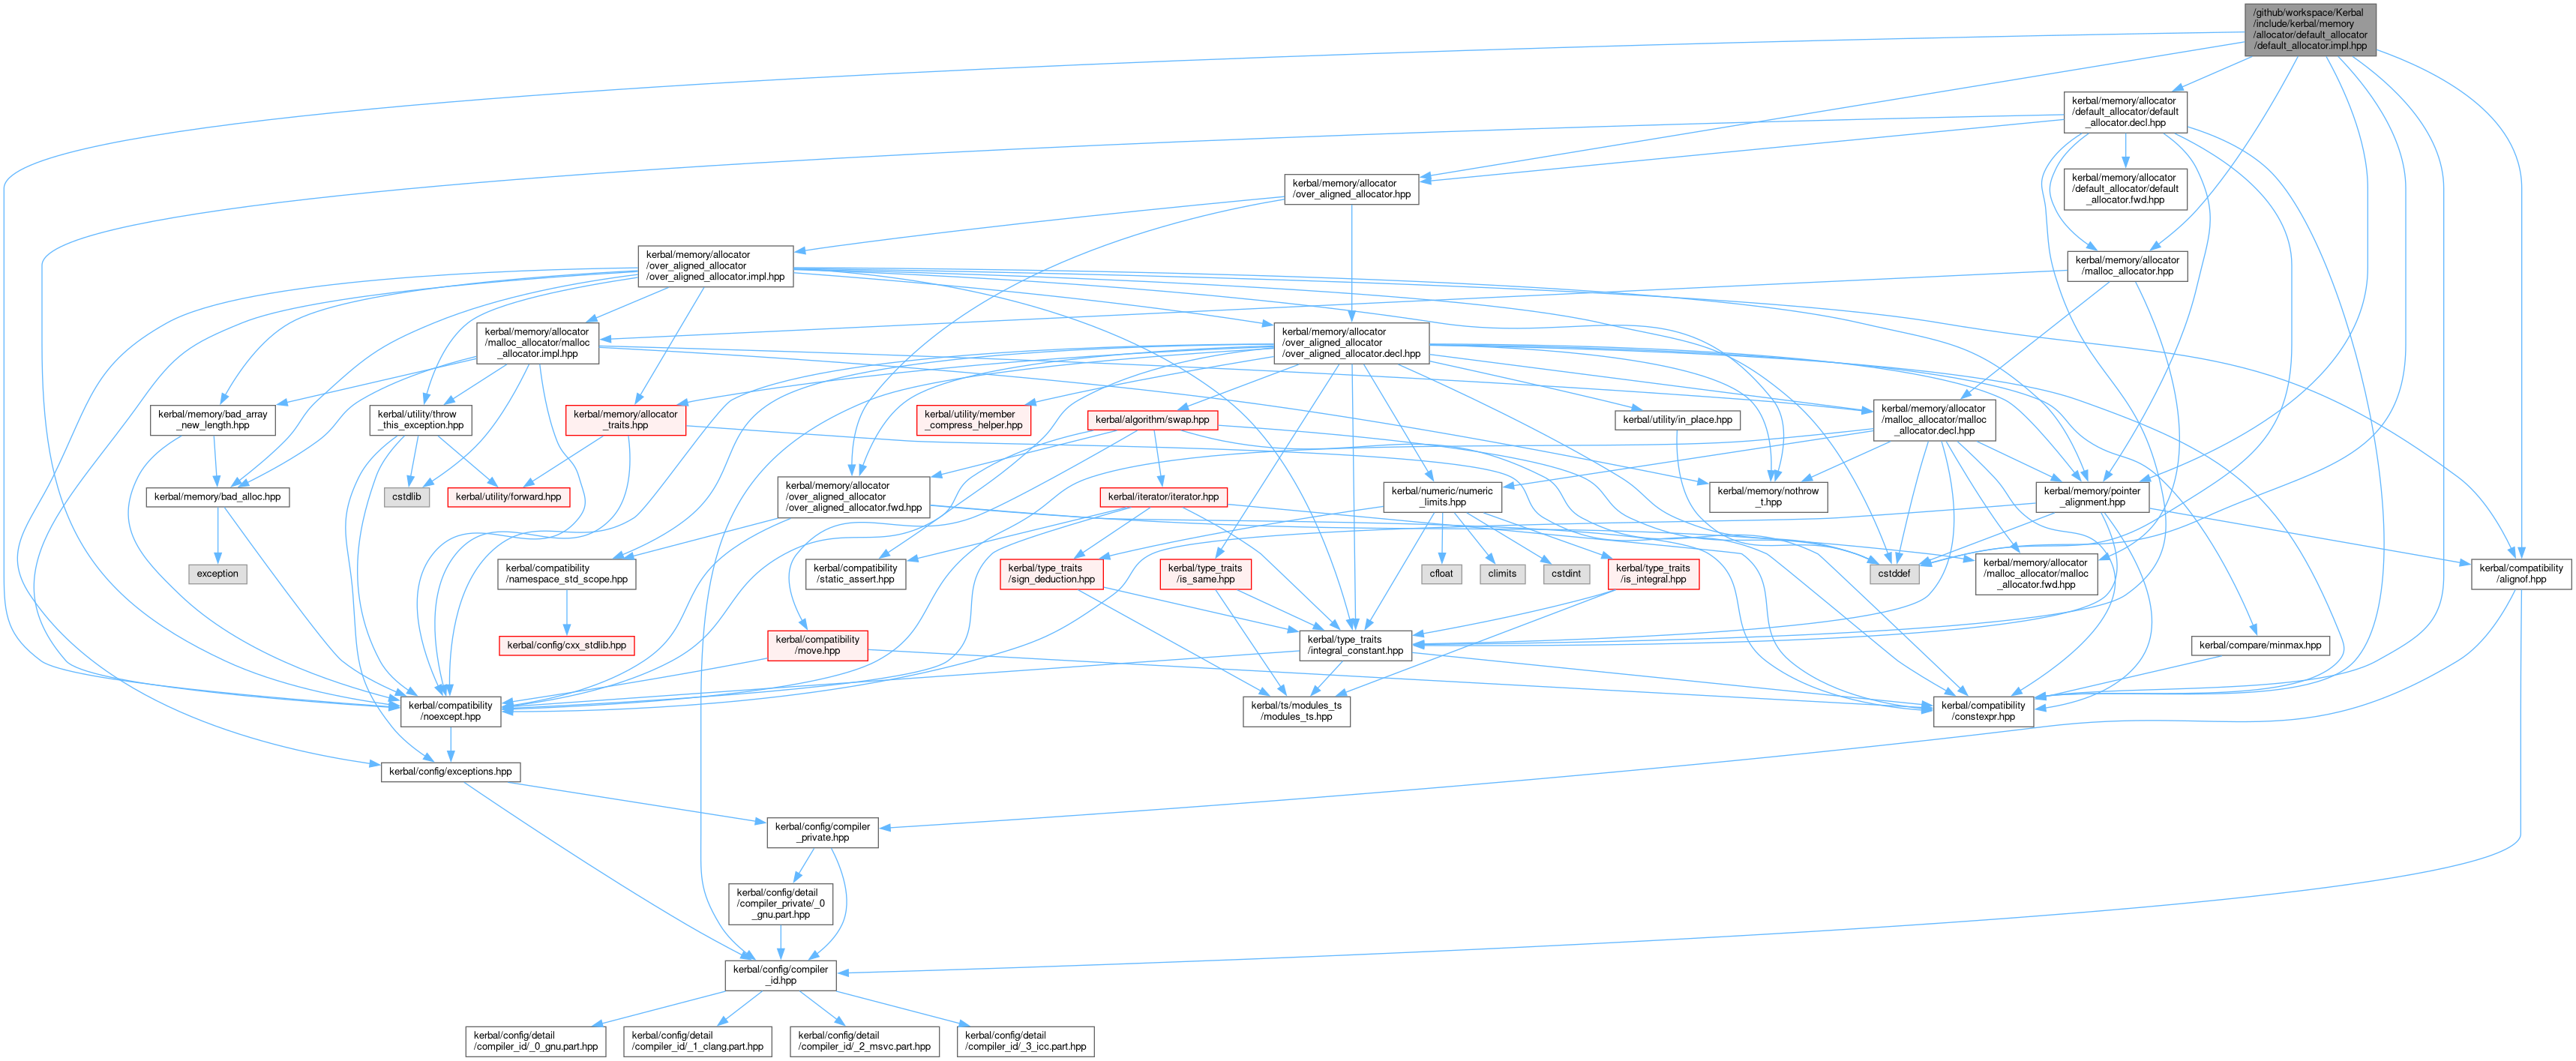 /github/workspace/Kerbal
/include/kerbal/memory
/allocator/default_allocator
/default_allocator.impl.hpp
kerbal/memory/allocator
/default_allocator/default
_allocator.decl.hpp
kerbal/memory/allocator
/over_aligned_allocator.hpp
kerbal/memory/allocator
/default_allocator/default
_allocator.fwd.hpp
kerbal/memory/allocator
/over_aligned_allocator
/over_aligned_allocator.impl.hpp
kerbal/memory/allocator
/malloc_allocator.hpp
kerbal/memory/allocator
/malloc_allocator/malloc
_allocator.impl.hpp
kerbal/memory/allocator
/over_aligned_allocator
/over_aligned_allocator.decl.hpp
kerbal/memory/bad_array
_new_length.hpp
kerbal/utility/throw
_this_exception.hpp
kerbal/memory/allocator
_traits.hpp
kerbal/utility/member
_compress_helper.hpp
kerbal/algorithm/swap.hpp
kerbal/utility/in_place.hpp
kerbal/memory/allocator
/malloc_allocator/malloc
_allocator.decl.hpp
kerbal/memory/bad_alloc.hpp
cstdlib
kerbal/utility/forward.hpp
kerbal/memory/allocator
/over_aligned_allocator
/over_aligned_allocator.fwd.hpp
kerbal/iterator/iterator.hpp
kerbal/numeric/numeric
_limits.hpp
kerbal/memory/nothrow
_t.hpp
kerbal/memory/pointer
_alignment.hpp
exception
kerbal/compatibility
/namespace_std_scope.hpp
kerbal/compatibility
/static_assert.hpp
kerbal/type_traits
/sign_deduction.hpp
kerbal/type_traits
/is_same.hpp
cfloat
climits
cstdint
kerbal/type_traits
/is_integral.hpp
cstddef
kerbal/memory/allocator
/malloc_allocator/malloc
_allocator.fwd.hpp
kerbal/compatibility
/alignof.hpp
kerbal/config/cxx_stdlib.hpp
kerbal/compatibility
/move.hpp
kerbal/type_traits
/integral_constant.hpp
kerbal/compare/minmax.hpp
kerbal/compatibility
/noexcept.hpp
kerbal/ts/modules_ts
/modules_ts.hpp
kerbal/compatibility
/constexpr.hpp
kerbal/config/exceptions.hpp
kerbal/config/compiler
_private.hpp
kerbal/config/detail
/compiler_private/_0
_gnu.part.hpp
kerbal/config/compiler
_id.hpp
kerbal/config/detail
/compiler_id/_0_gnu.part.hpp
kerbal/config/detail
/compiler_id/_1_clang.part.hpp
kerbal/config/detail
/compiler_id/_2_msvc.part.hpp
kerbal/config/detail
/compiler_id/_3_icc.part.hpp